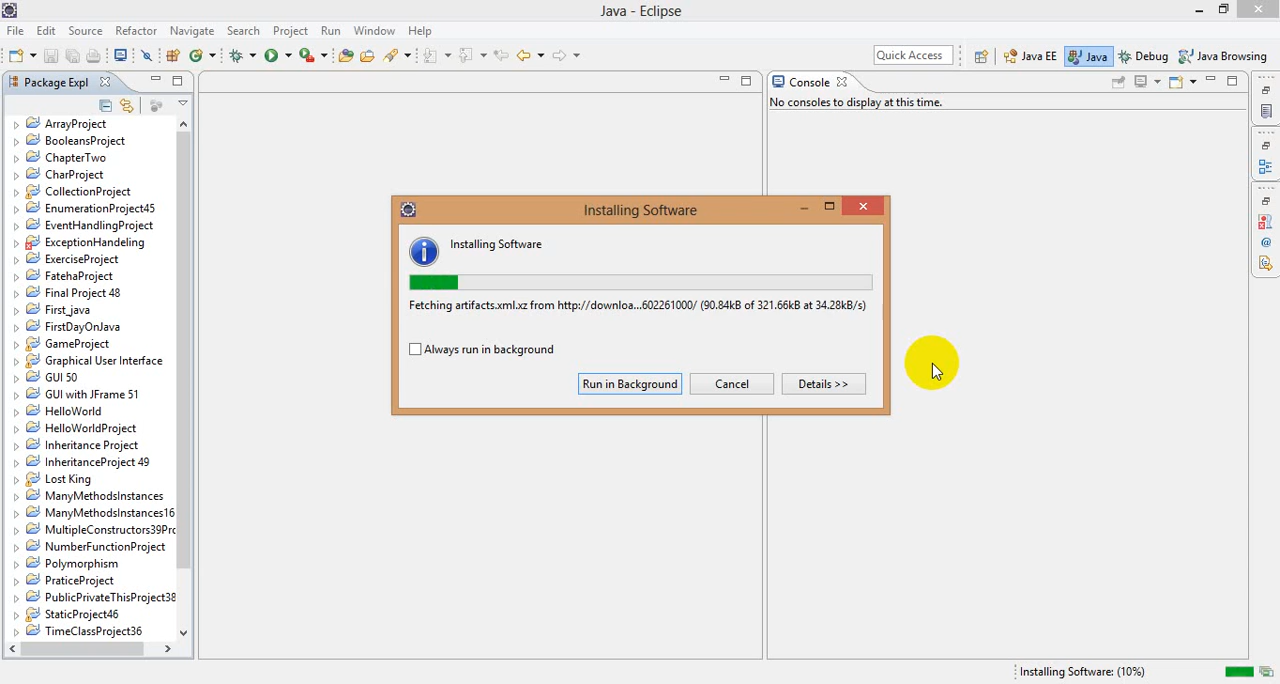 Java - Eclipse
File Edit Source Refactor Navigate Search Project Run Window Help
Quick Access Java EE Java Debug Java Browsing
Package Expl
ArrayProject
BooleansProject
ChapterTwo
CharProject
CollectionProject
EnumerationProject45
EventHandlingProject
ExceptionHandeling
ExerciseProject
FatehaProject
Final Project 48
First_java
FirstDayOnJava
GameProject
Graphical User Interface
GUI 50
GUI with JFrame 51
HelloWorld
HelloWorldProject
Inheritance Project
InheritanceProject 49
Lost King
ManyMethodsInstances
ManyMethodsInstances16
MultipleConstructors39Prc
NumberFunctionProject
Polymorphism
PraticeProject
PublicPrivateThisProject38
StaticProject46
TimeClassProject36
Console
No consoles to display at this time.
Installing Software
Installing Software
Fetching artifacts.xml.xz from http://downloa...602261000/ (90.84kB of 321.66kB at 34.28kB/s)
Always run in background
Run in Background Cancel Details >>
Installing Software: (10%)